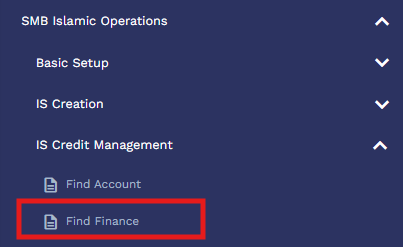 SMB Islamic Operations
Basic Setup
IS Creation
IS Credit Management
Find Account
Find Finance